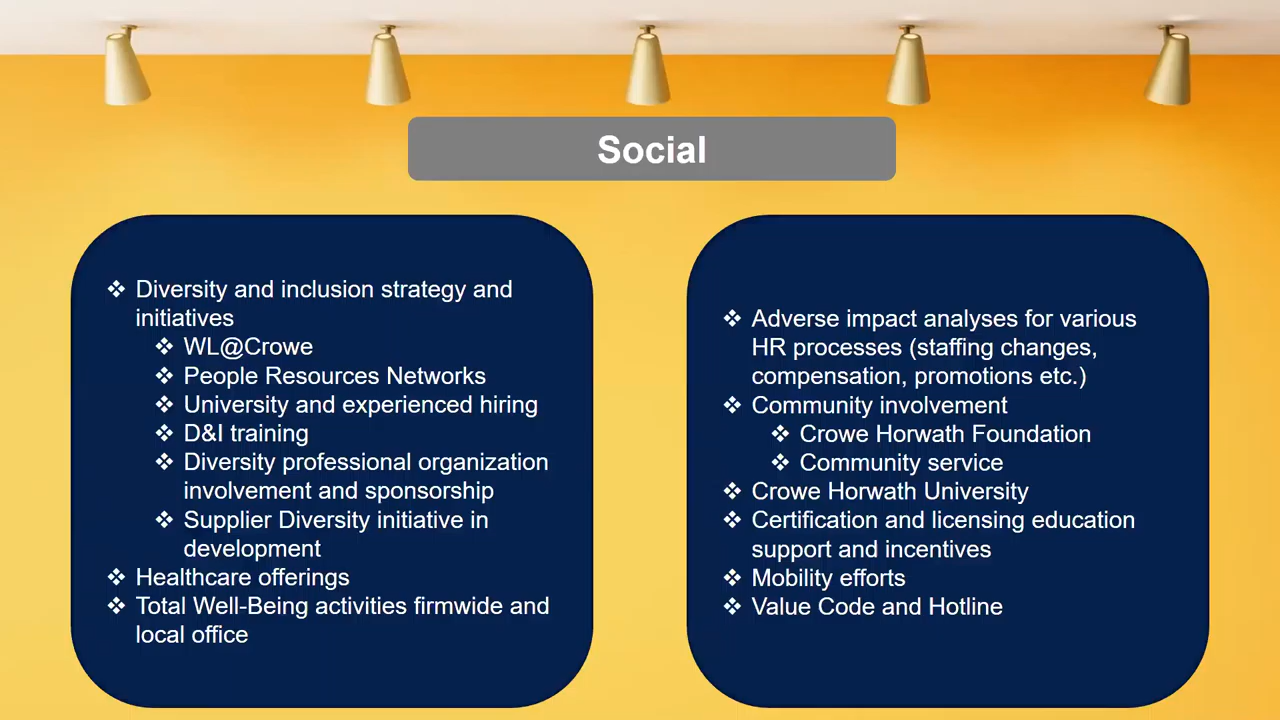 Social
❖ Diversity and inclusion strategy and
initiatives
❖ WL@Crowe
❖ People Resources Networks
❖ University and experienced hiring
❖ D&I training
❖ Diversity professional organization
involvement and sponsorship
❖ Supplier Diversity initiative in
development
❖ Healthcare offerings
❖ Total Well-Being activities firmwide and
local office
❖ Adverse impact analyses for various
HR processes (staffing changes,
compensation, promotions etc.)
❖ Community involvement
❖ Crowe Horwath Foundation
❖ Community service
❖ Crowe Horwath University
❖ Certification and licensing education
support and incentives
❖ Mobility efforts
❖ Value Code and Hotline